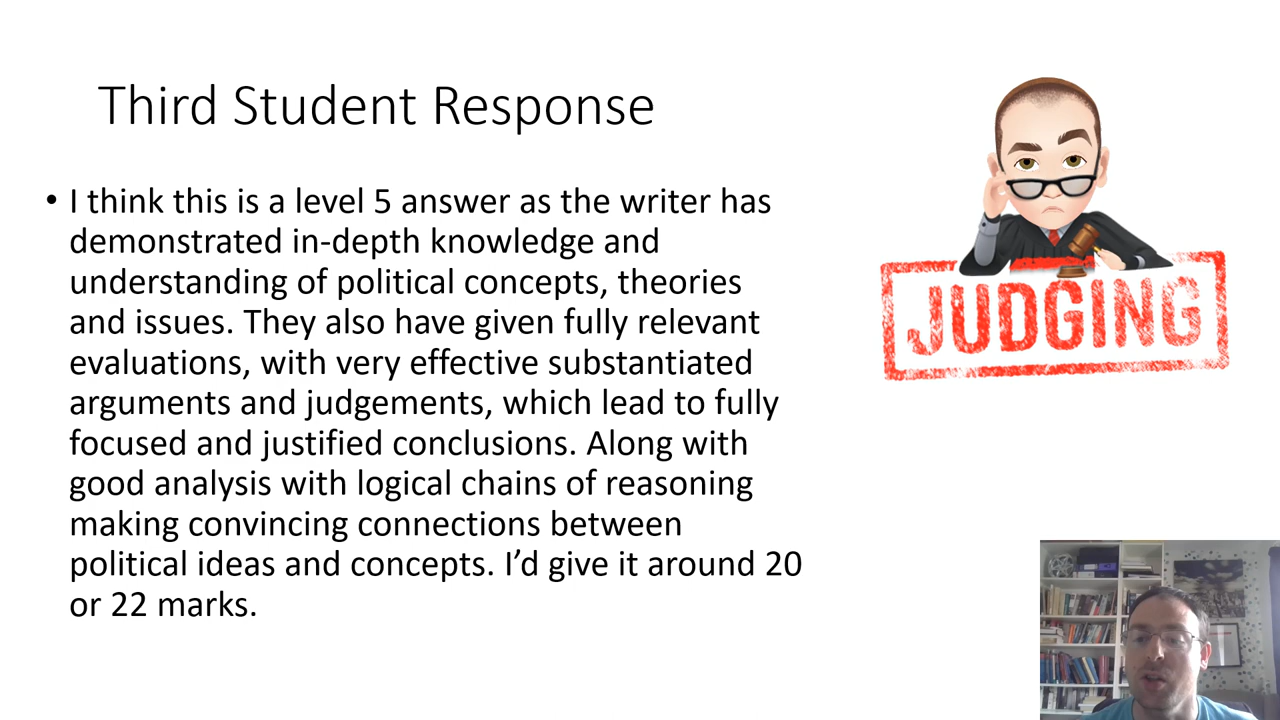 Third Student Response
• I think this is a level 5 answer as the writer has
demonstrated in-depth knowledge and
understanding of political concepts, theories
and issues. They also have given fully relevant
evaluations, with very effective substantiated
arguments and judgements, which lead to fully
focused and justified conclusions. Along with
good analysis with logical chains of reasoning
making convincing connections between
political ideas and concepts. I’d give it around 20
or 22 marks.
JUDGING